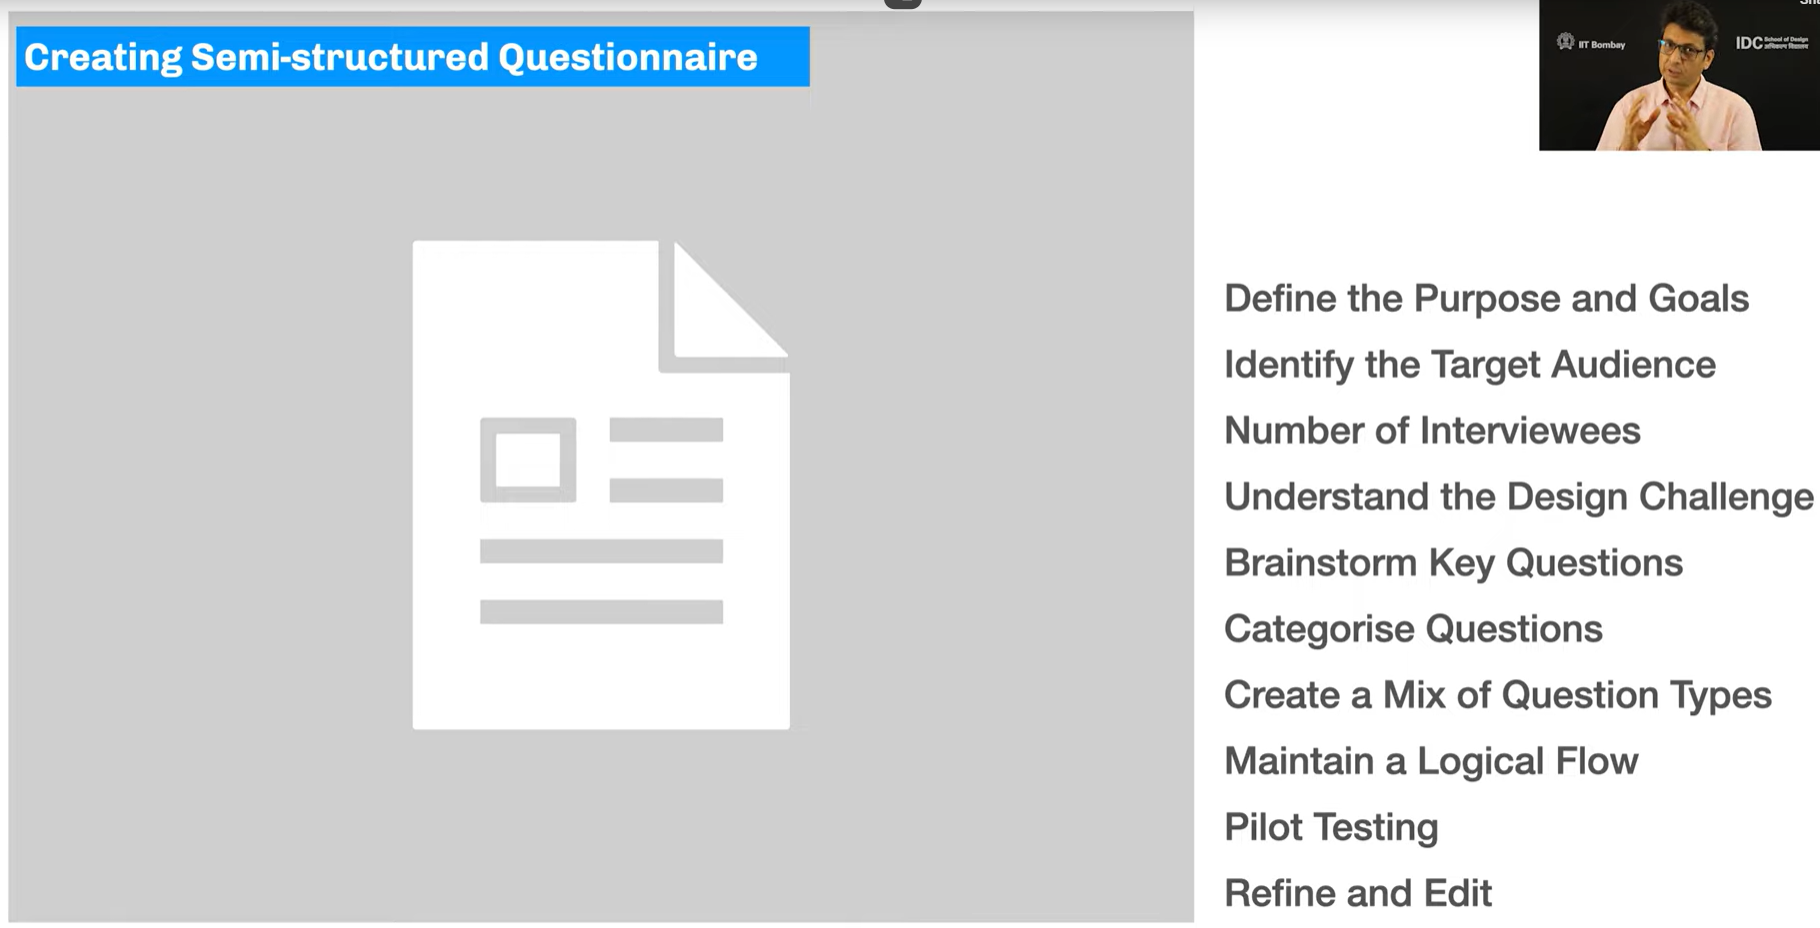 Creating Semi-structured Questionnaire
IIT Bombay
IDC School of Design
Define the Purpose and Goals
Identify the Target Audience
Number of Interviewees
Understand the Design Challenge
Brainstorm Key Questions
Categorise Questions
Create a Mix of Question Types
Maintain a Logical Flow
Pilot Testing
Refine and Edit